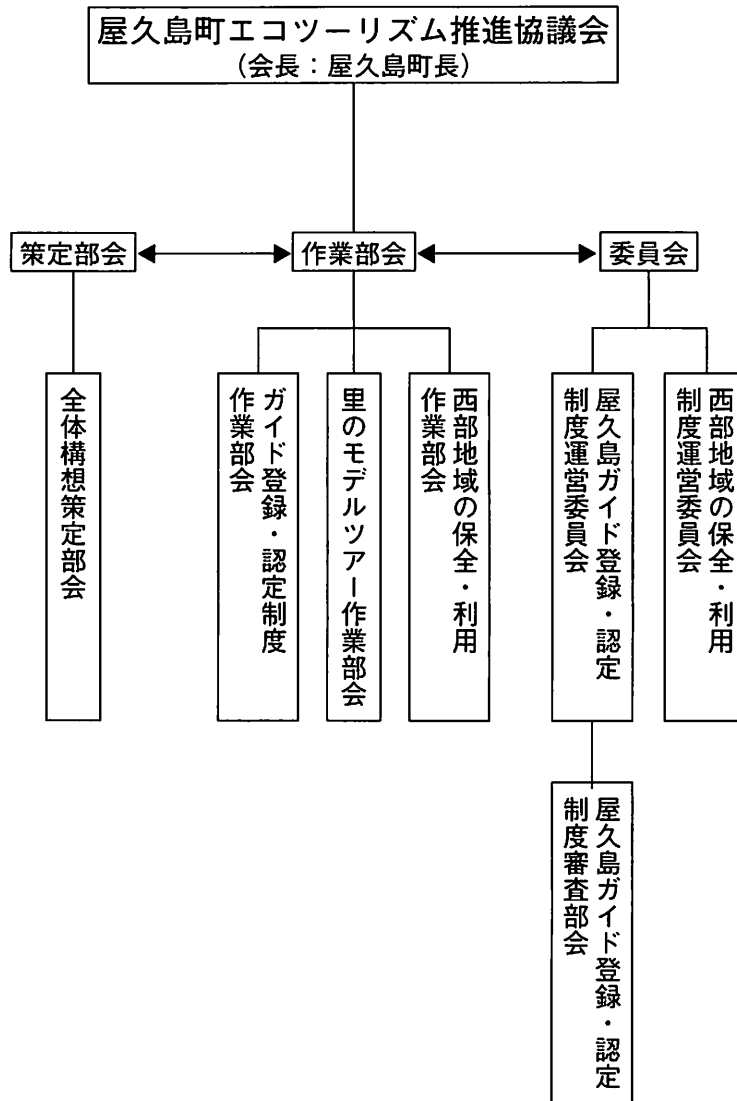 屋久島町エコツーリズム推進協議会
(会長：屋久島町長)
策定部会
作業部会
委員会
全体構想策定部会
ガイド登録・認定制度
作業部会
里のモデルツアー作業部会
西部地域の保全・利用
作業部会
屋久島ガイド登録・認定
制度運営委員会
西部地域の保全・利用
制度運営委員会
屋久島ガイド登録・認定
制度審査部会